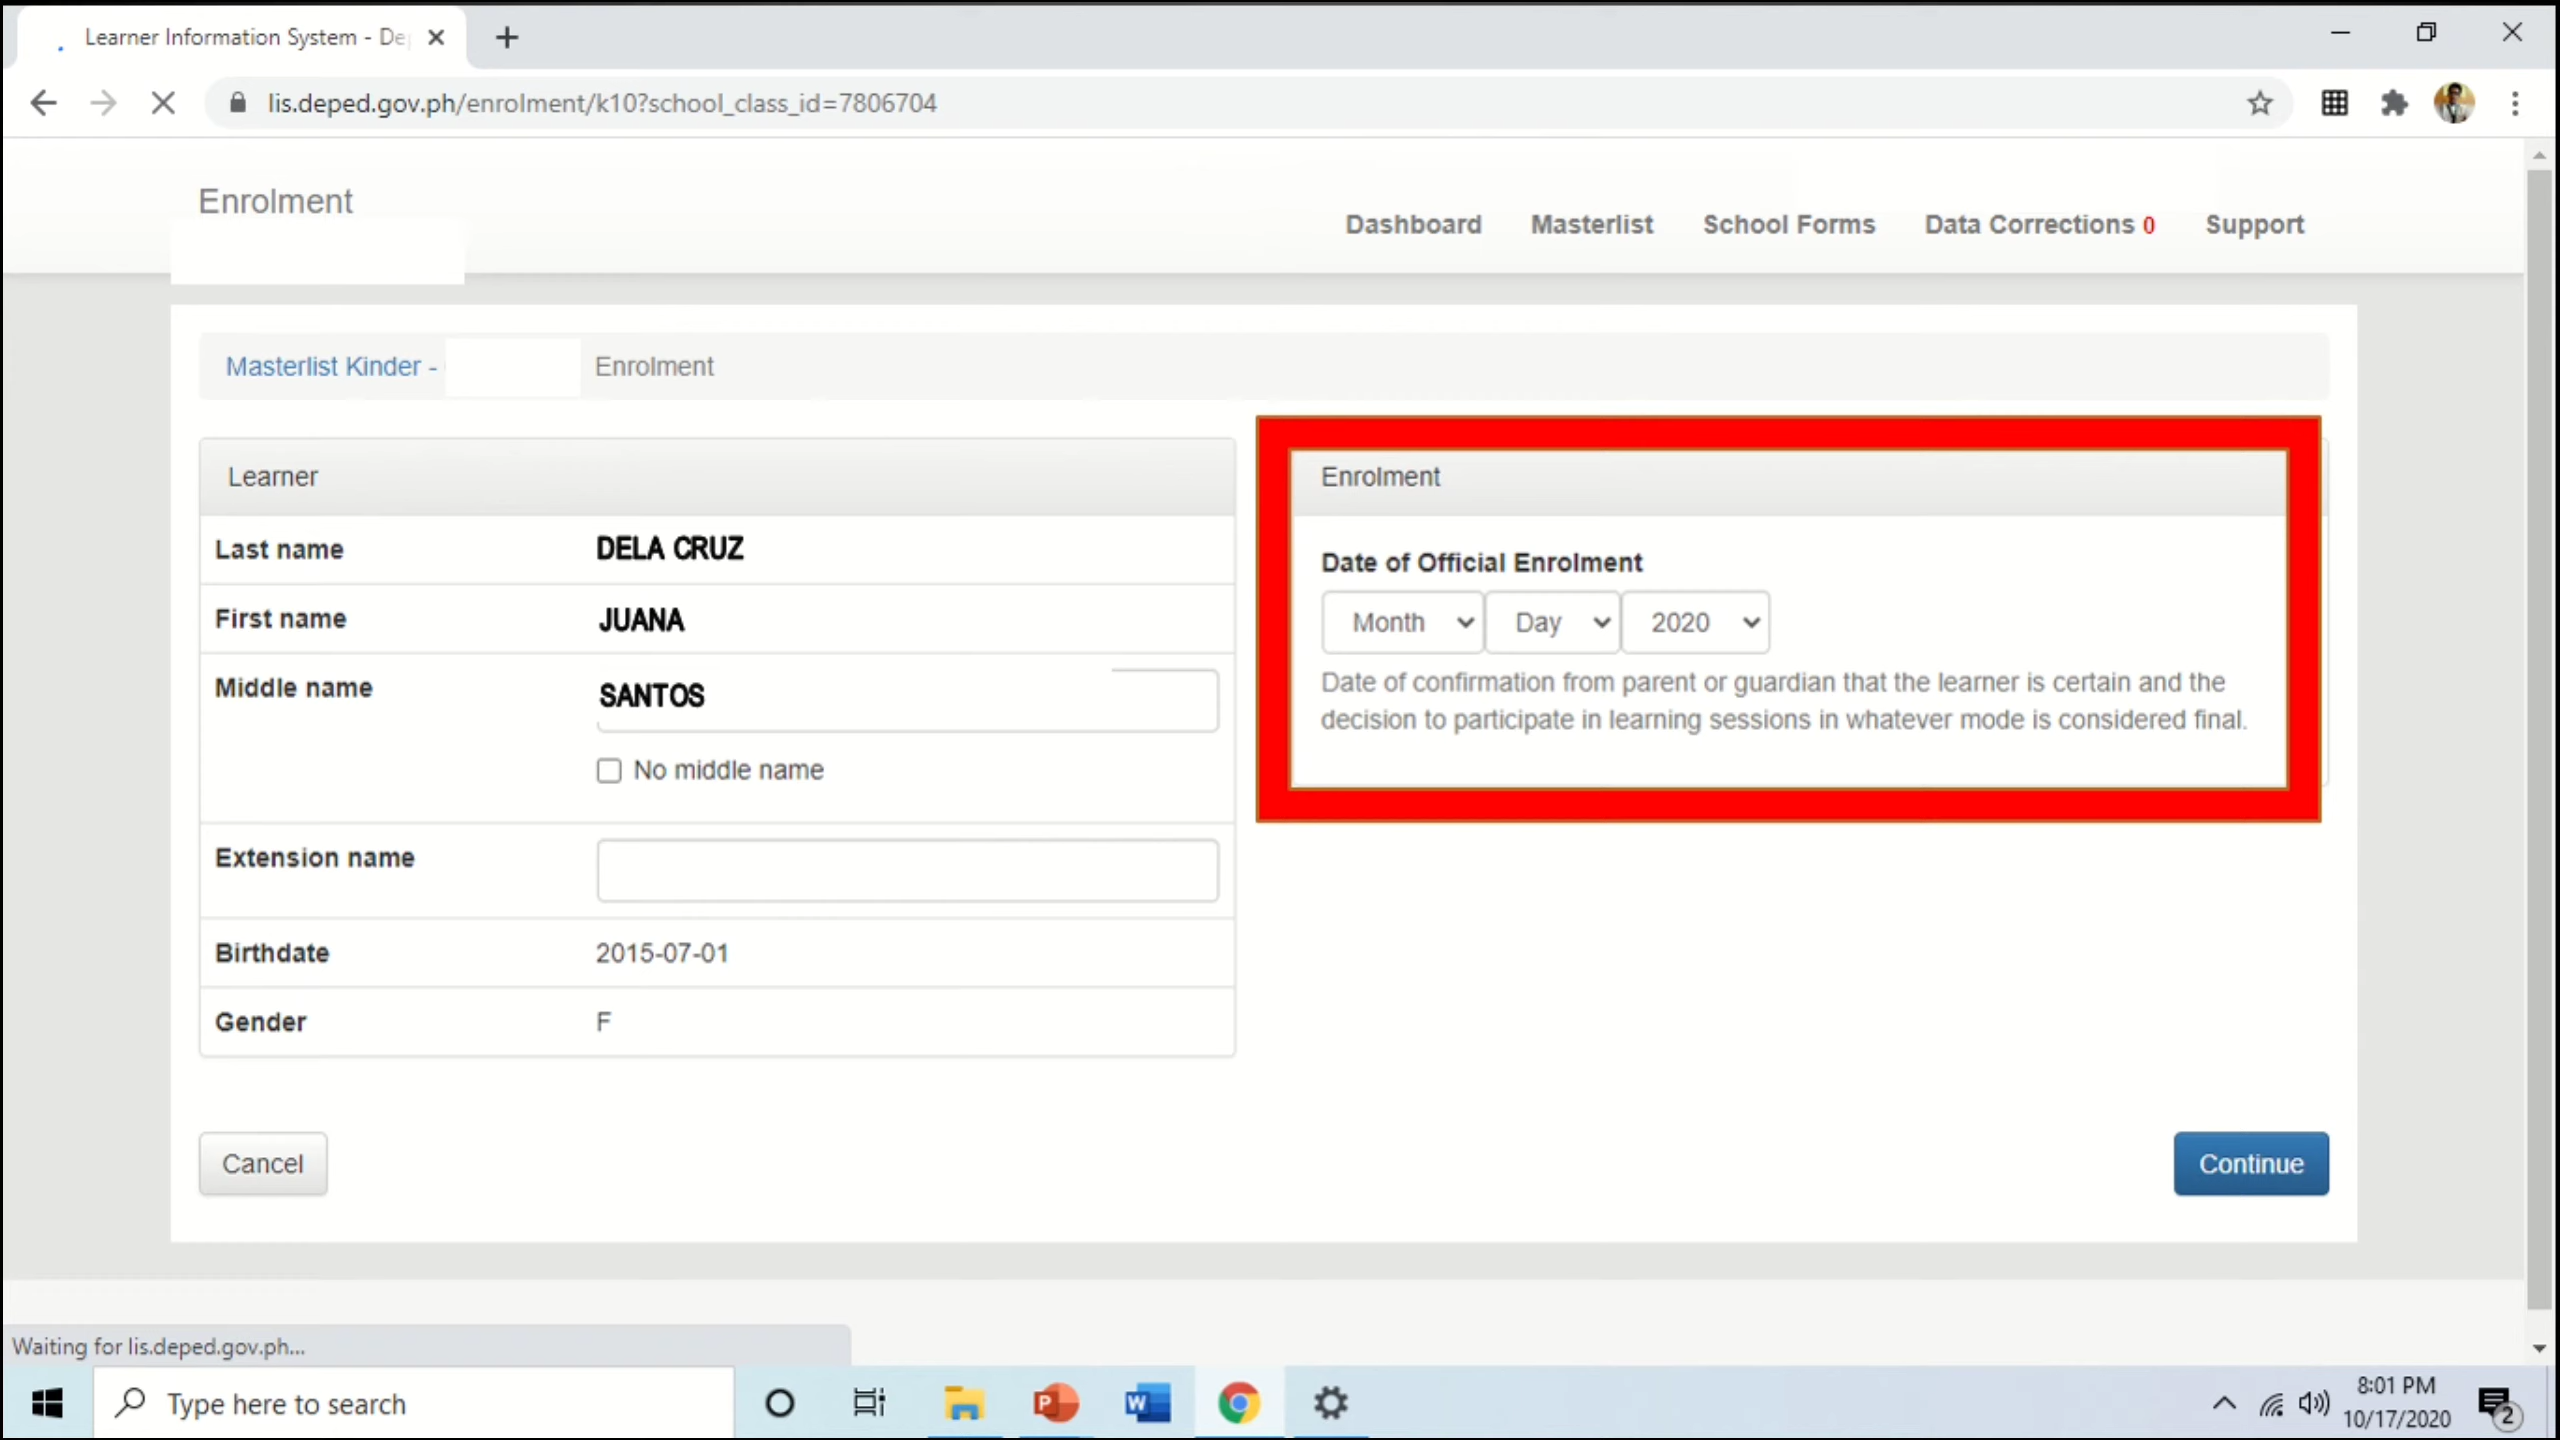 Learner Information System - De
lis.deped.gov.ph/enrolment/k10?school_class_id=7806704
Enrolment
Dashboard Masterlist School Forms Data Corrections 0 Support
Masterlist Kinder - Enrolment
Learner
Last name DELA CRUZ
First name JUANA
Middle name SANTOS
No middle name
Extension name
Birthdate 2015-07-01
Gender F
Enrolment
Date of Official Enrolment
Month Day 2020
Date of confirmation from parent or guardian that the learner is certain and the
decision to participate in learning sessions in whatever mode is considered final.
Cancel Continue
Waiting for lis.deped.gov.ph...
Type here to search
8:01 PM
10/17/2020
2